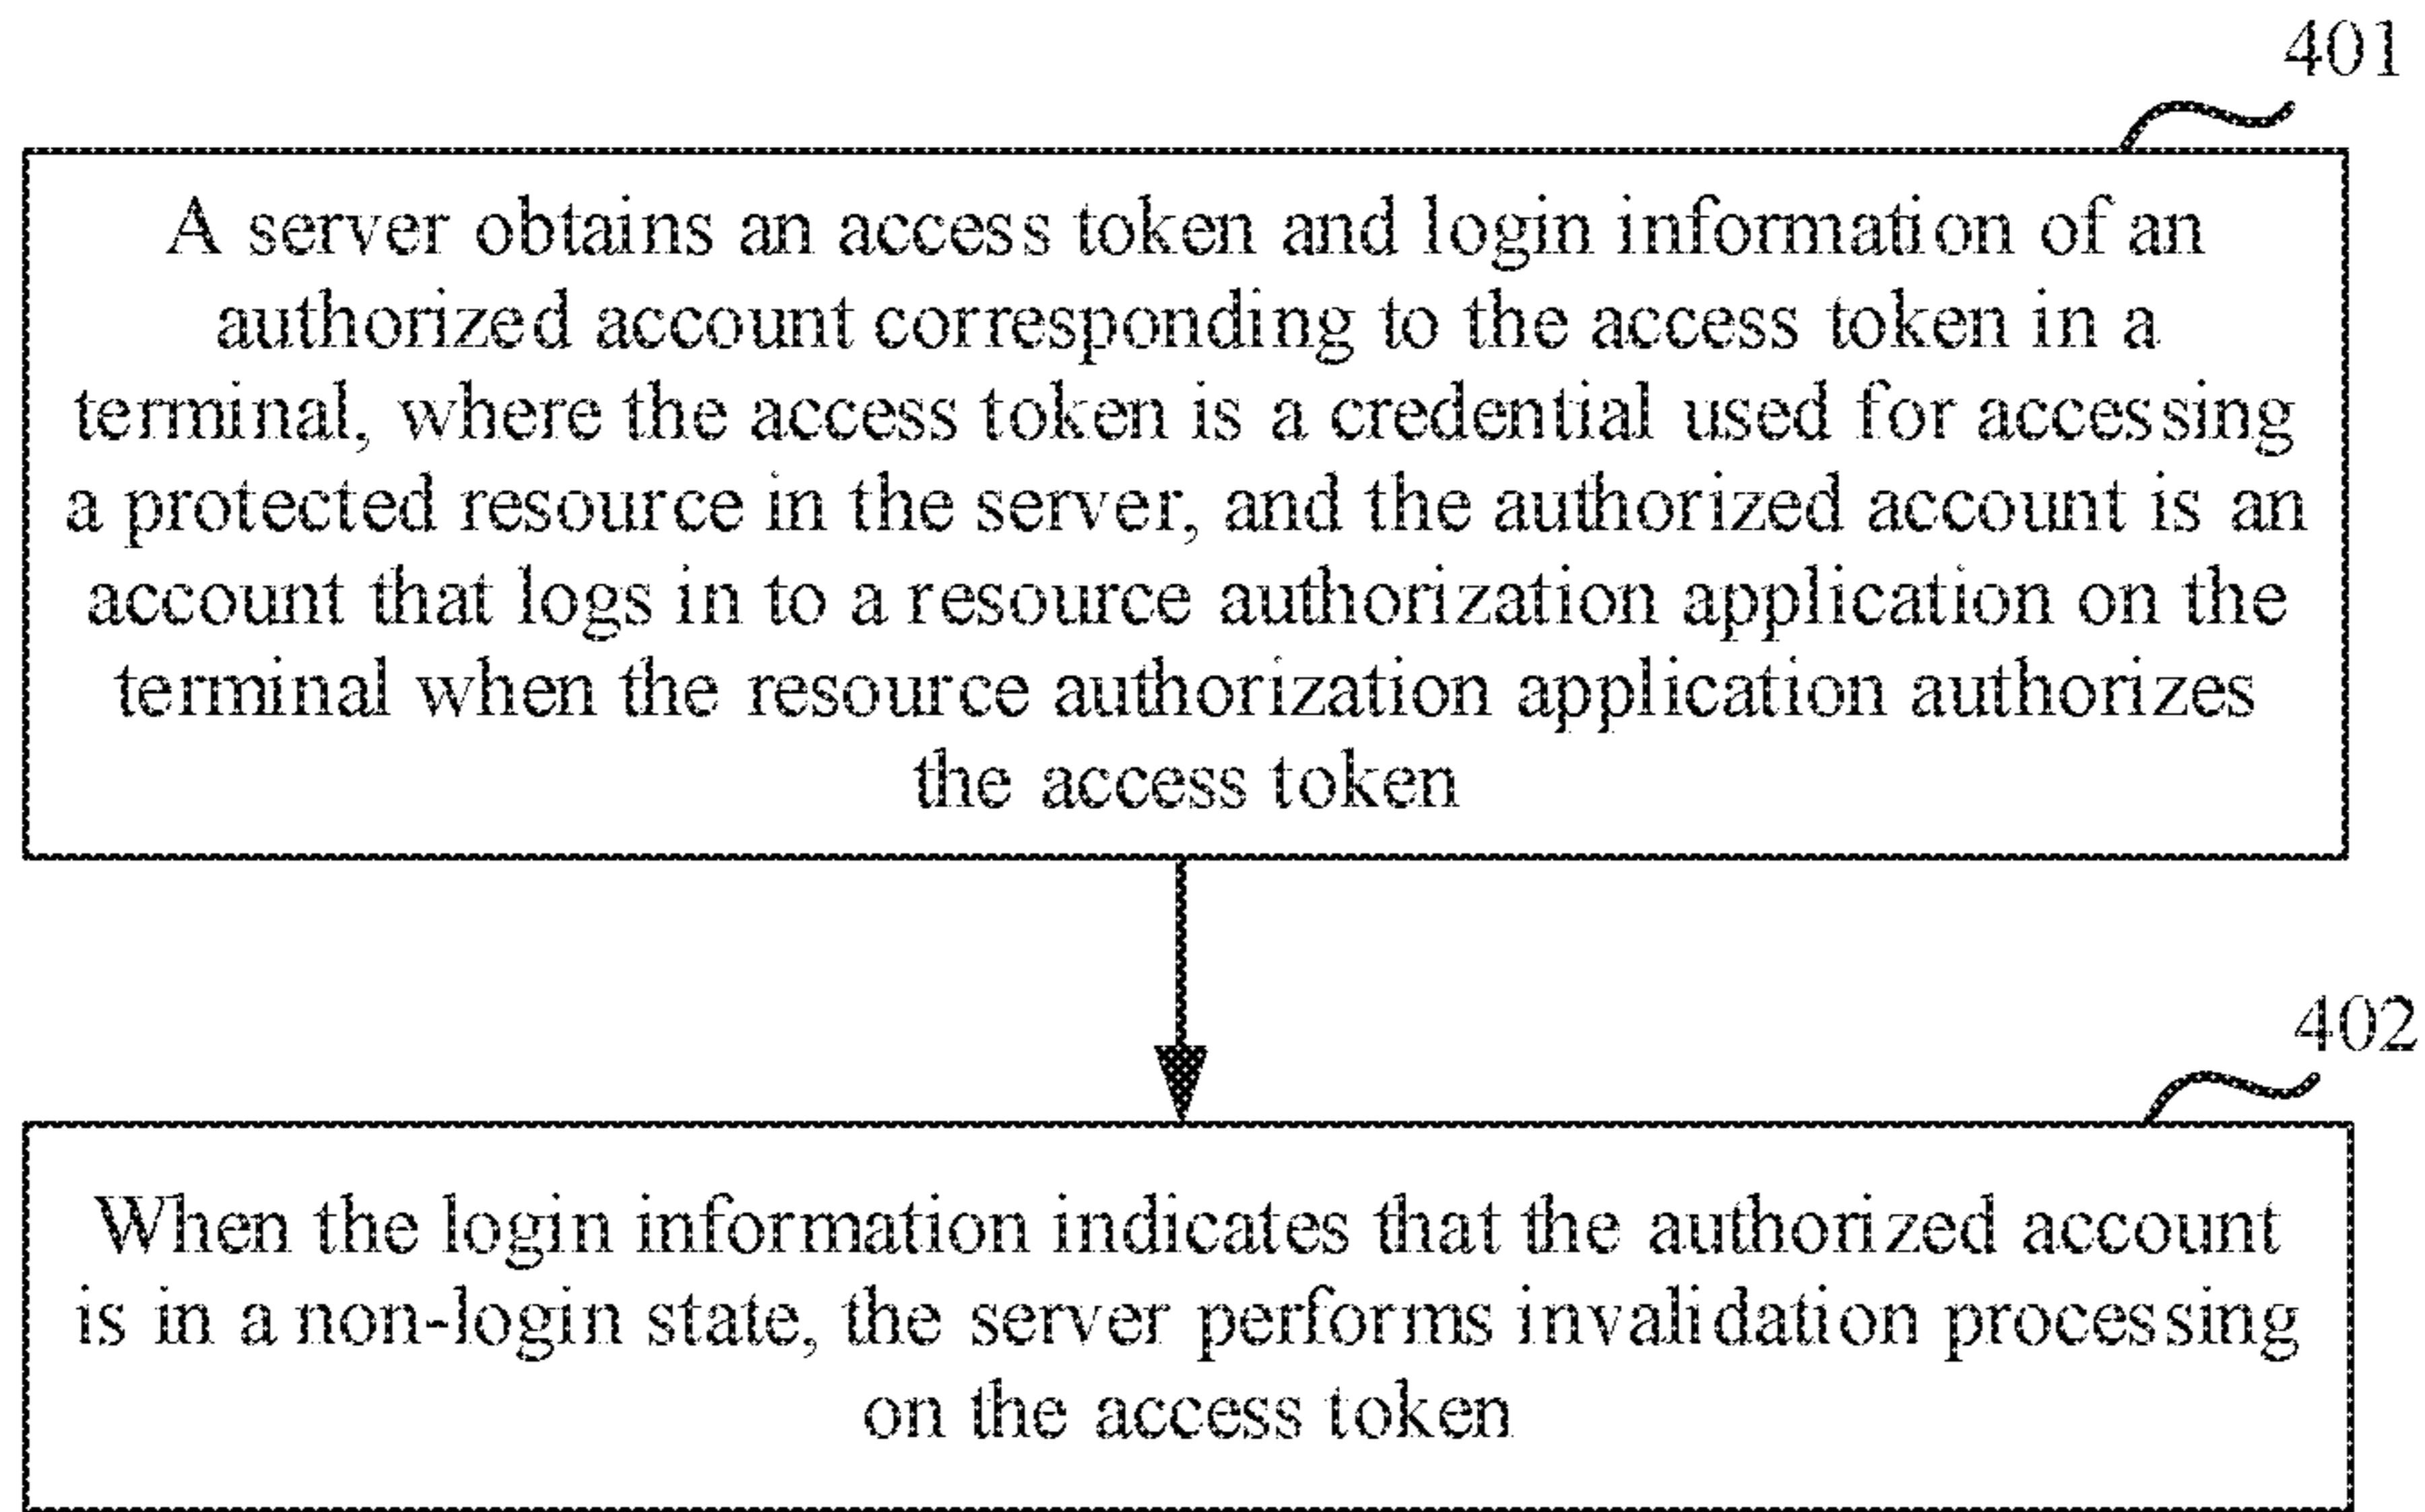 401
A server obtains an access token and login information of an
authorized account corresponding to the access token in a
terminal, where the access token is a credential used for accessing
a protected resource in the server, and the authorized account is an
account that logs in to a resource authorization application on the
terminal when the resource authorization application authorizes
the access token
402
When the login information indicates that the authorized account
is in a non-login state, the server performs invalidation processing
on the access token